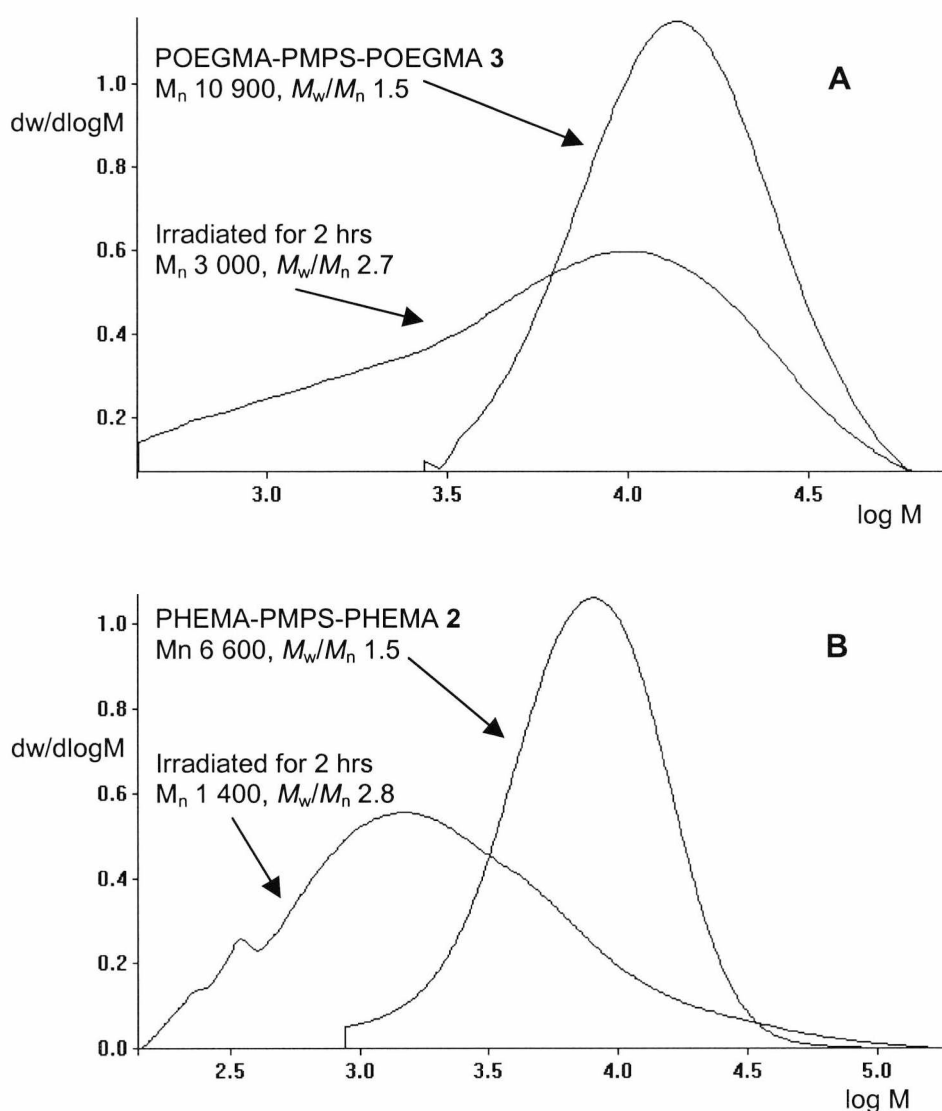 POEGMA-PMPS-POEGMA 3
Mn 10 900, Mw/Mn 1.5
A
1.0
dw/dlogM
0.8
Irradiated for 2 hrs
Mn 3 000, Mw/Mn 2.7
0.6
0.4
0.2
3.0 3.5 4.0 4.5
log M
PHEMA-PMPS-PHEMA 2
Mn 6 600, Mw/Mn 1.5
B
1.0
0.8
dw/dlogM
Irradiated for 2 hrs
Mn 1 400, Mw/Mn 2.8
0.6
0.4
0.2
0.0
2.5 3.0 3.5 4.0 4.5 5.0
log M